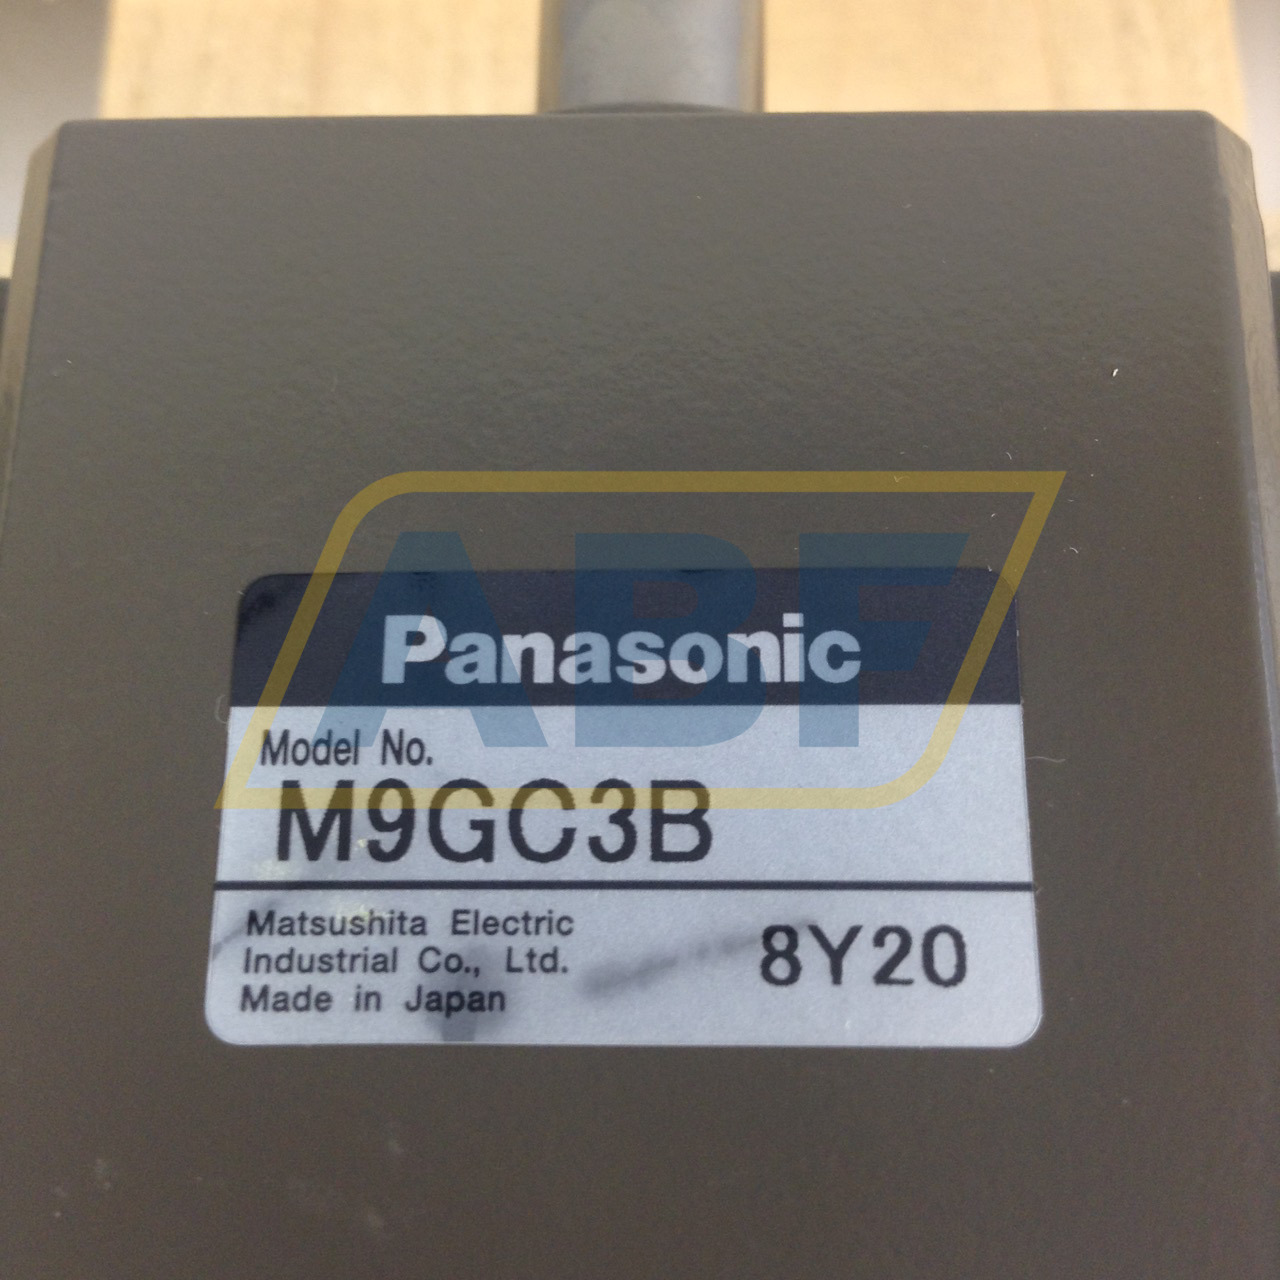 ABF
Panasonic
Model No.
M9GC3B
Matsushita Electric
Industrial Co., Ltd.
Made in Japan
8Y20